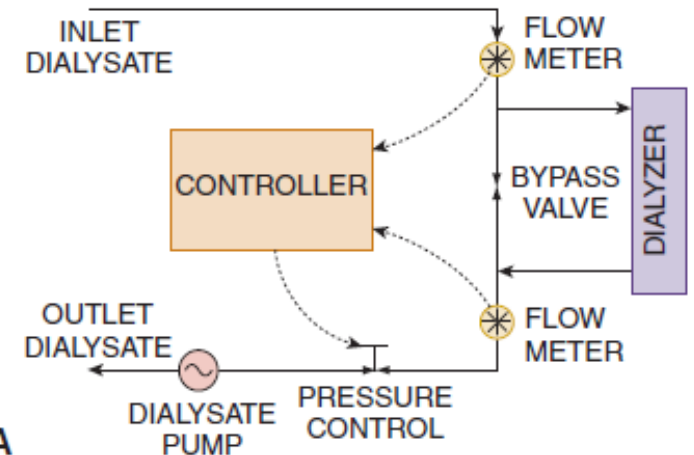 INLET
DIALYSATE
FLOW
METER
CONTROLLER
BYPASS
VALVE
DIALYZER
OUTLET
DIALYSATE
FLOW
METER
DIALYSATE
PUMP
PRESSURE
CONTROL
A